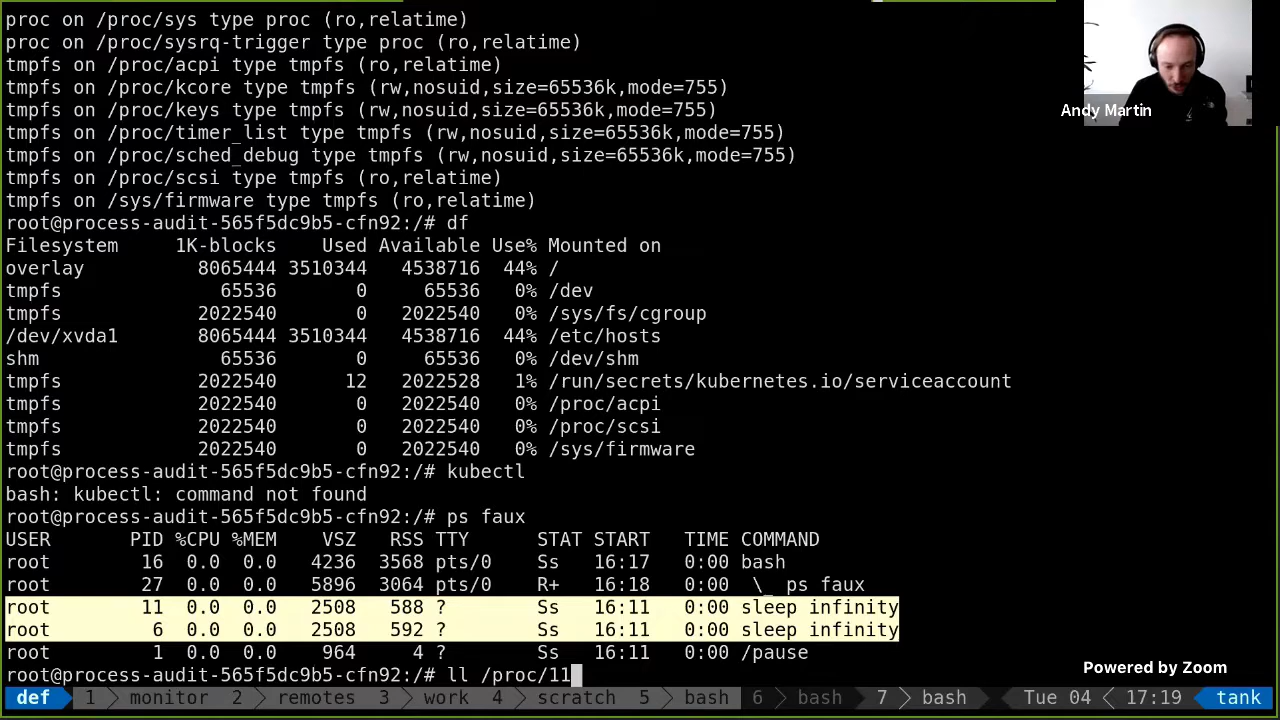 proc on /proc/sys type proc (ro,relatime)
proc on /proc/sysrq-trigger type proc (ro,relatime)
tmpfs on /proc/acpi type tmpfs (ro,relatime)
tmpfs on /proc/kcore type tmpfs (rw,nosuid,size=65536k,mode=755)
tmpfs on /proc/keys type tmpfs (rw,nosuid,size=65536k,mode=755)
tmpfs on /proc/timer_list type tmpfs (rw,nosuid,size=65536k,mode=755)
tmpfs on /proc/sched_debug type tmpfs (rw,nosuid,size=65536k,mode=755)
tmpfs on /proc/scsi type tmpfs (ro,relatime)
tmpfs on /sys/firmware type tmpfs (ro,relatime)
root@process-audit-565f5dc9b5-cfn92:/# df
Filesystem     1K-blocks    Used Available Use% Mounted on
overlay          8065444 3510344   4538716  44% /
tmpfs              65536       0     65536   0% /dev
tmpfs            2022540       0   2022540   0% /sys/fs/cgroup
/dev/xvda1       8065444 3510344   4538716  44% /etc/hosts
shm                65536       0     65536   0% /dev/shm
tmpfs            2022540      12   2022528   1% /run/secrets/kubernetes.io/serviceaccount
tmpfs            2022540       0   2022540   0% /proc/acpi
tmpfs            2022540       0   2022540   0% /proc/scsi
tmpfs            2022540       0   2022540   0% /sys/firmware
root@process-audit-565f5dc9b5-cfn92:/# kubectl
bash: kubectl: command not found
root@process-audit-565f5dc9b5-cfn92:/# ps faux
USER       PID %CPU %MEM    VSZ   RSS TTY      STAT START   TIME COMMAND
root        16  0.0  0.0   4236  3568 pts/0    Ss   16:17   0:00 bash
root        27  0.0  0.0   5896  3064 pts/0    R+   16:18   0:00  \_ ps faux
root        11  0.0  0.0   2508   588 ?        Ss   16:11   0:00 sleep infinity
root         6  0.0  0.0   2508   592 ?        Ss   16:11   0:00 sleep infinity
root         1  0.0  0.0    964     4 ?        Ss   16:11   0:00 /pause
root@process-audit-565f5dc9b5-cfn92:/# ll /proc/11
def 1 monitor 2 remotes 3 work 4 scratch 5 bash 6 bash 7 bash Tue 04 17:19 tank
Andy Martin
Powered by Zoom